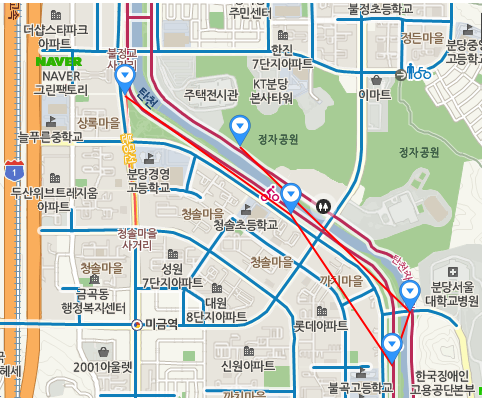 더샵스타파크
아파트
주민센터
불정초등학교
한진
7단지아파트
정든마을
분당중앙
고등학교
불정교
사거리
NAVER
NAVER
그린팩토리
탄천
주택전시관
KT분당
본사타워
이마트
상록마을
늘푸른중학교
정자공원
정자공원
1
분당경영
고등학교
두산위브트레지움
아파트
청솔마을
청솔초등학교
청솔마을
사거리
청솔마을
성원
7단지아파트
청솔마을
까치마을
분당서울
대학교병원
금곡동
행정복지센터
대원
8단지아파트
미금역
롯데아파트
2001아울렛
신원아파트
불곡고등학교
한국장애인
고용공단본부
까치마을